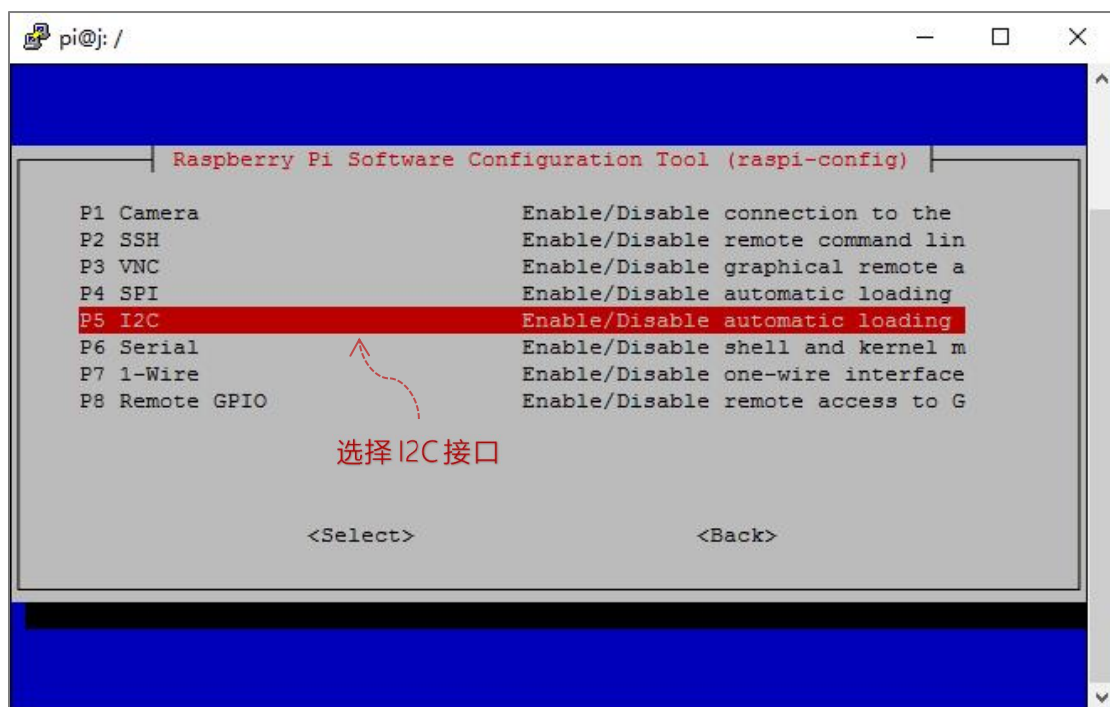 pi@j: /
Raspberry Pi Software Configuration Tool (raspi-config)
P1 Camera Enable/Disable connection to the
P2 SSH Enable/Disable remote command lin
P3 VNC Enable/Disable graphical remote a
P4 SPI Enable/Disable automatic loading
P5 I2C Enable/Disable automatic loading
P6 Serial Enable/Disable shell and kernel m
P7 1-Wire Enable/Disable one-wire interface
P8 Remote GPIO Enable/Disable remote access to G
选择 I2C 接口
<Select> <Back>